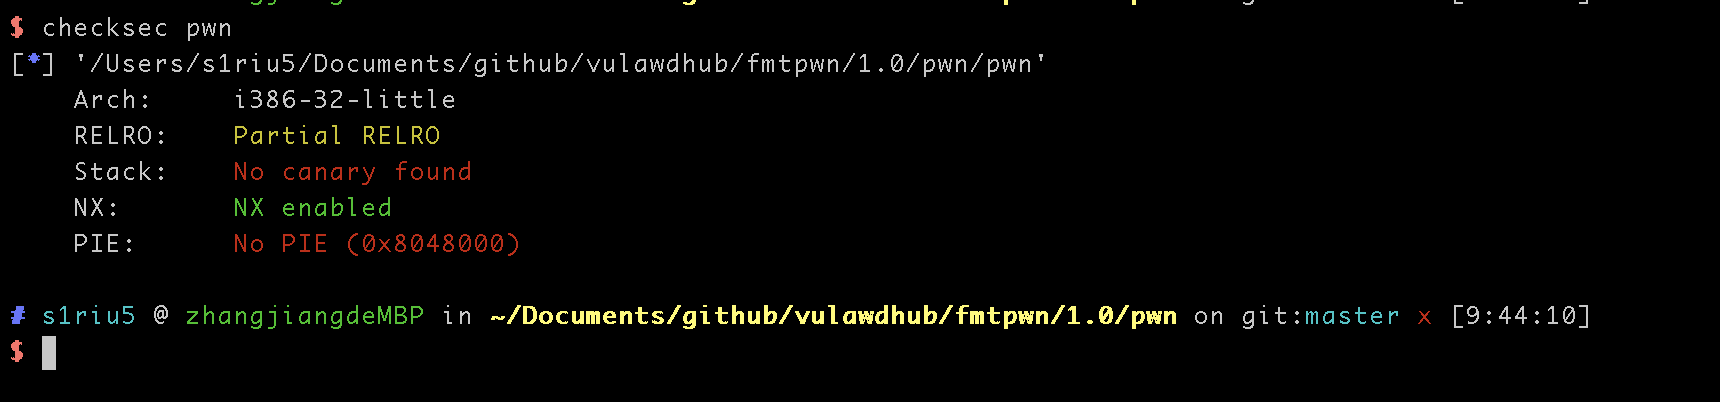 $ checksec pwn
[*] '/Users/s1riu5/Documents/github/vulawdhub/fmtpwn/1.0/pwn/pwn'
    Arch:     i386-32-little
    RELRO:    Partial RELRO
    Stack:    No canary found
    NX:       NX enabled
    PIE:      No PIE (0x8048000)
# s1riu5 @ zhangjiangdeMBP in ~/Documents/github/vulawdhub/fmtpwn/1.0/pwn on git:master x [9:44:10]
$